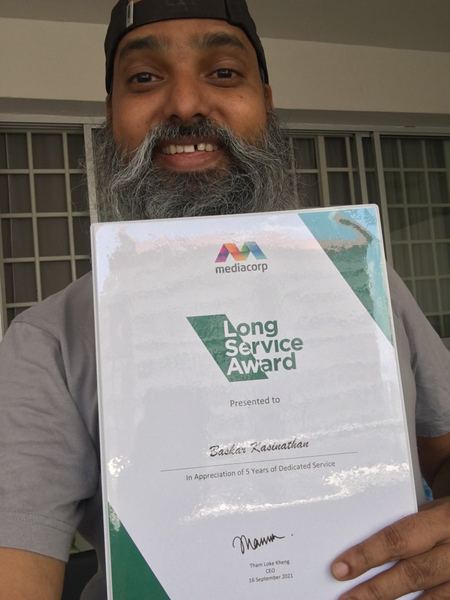 mediacorp
Long
Service
Award
Presented to
Baskar Kasinathan
In Appreciation of 5 Years of Dedicated Service
Tham Loke Kheng
CEO
16 September 2021